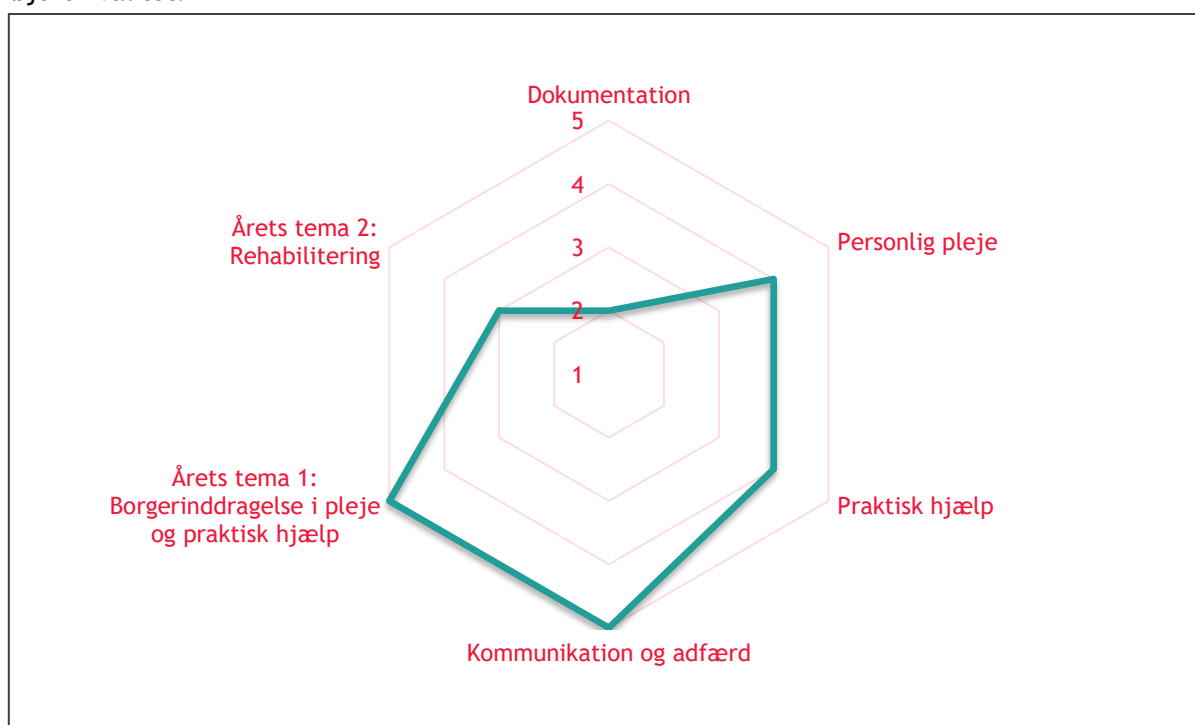 Dokumentation
5
4
3
2
1
Personlig pleje
Praktisk hjælp
Kommunikation og adfærd
Årets tema 1:
Borgerinddragelse i pleje
og praktisk hjælp
Årets tema 2:
Rehabilitering